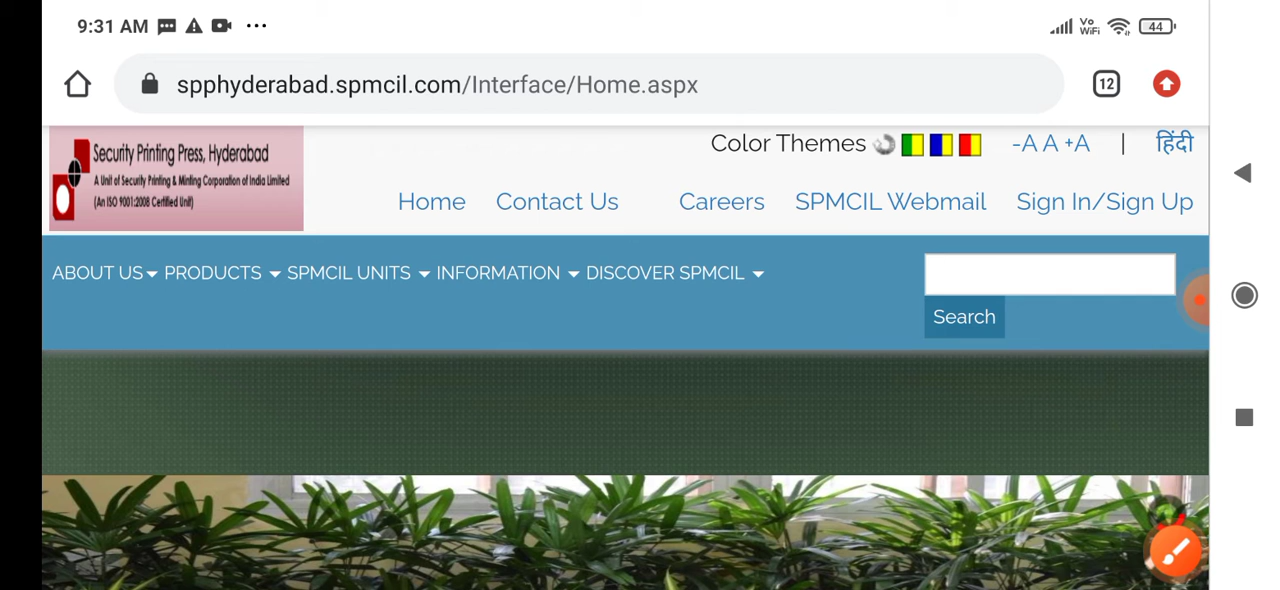 9:31 AM
Vo WiFi
44
spphyderabad.spmcil.com/Interface/Home.aspx
12
Security Printing Press, Hyderabad
A Unit of Security Printing & Minting Corporation of India Limited
(An ISO 9001:2008 Certified Unit)
Color Themes -A A +A | हिंदी
Home Contact Us Careers SPMCIL Webmail Sign In/Sign Up
ABOUT US PRODUCTS SPMCIL UNITS INFORMATION DISCOVER SPMCIL
Search